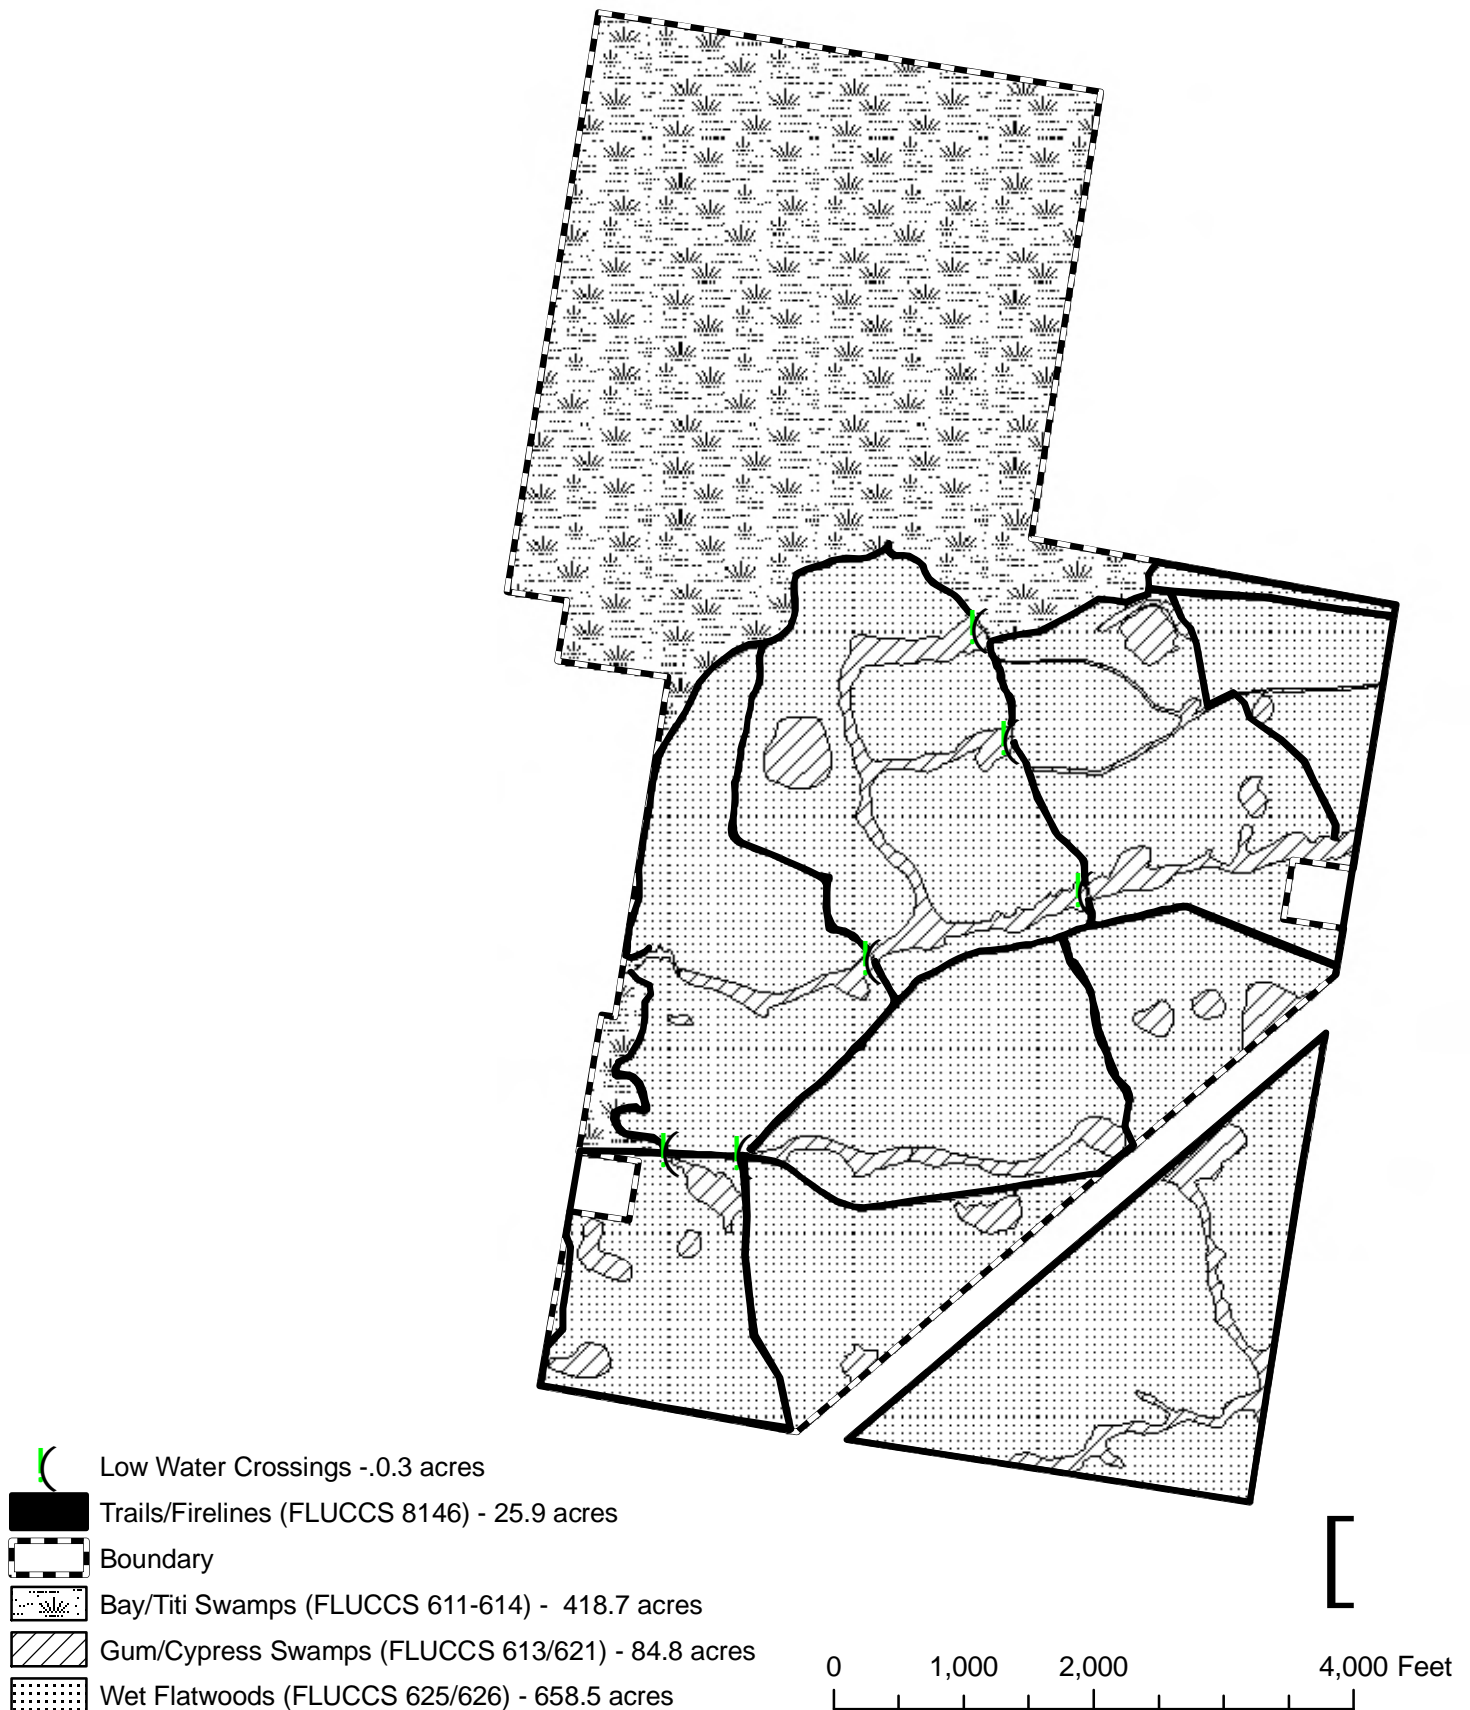 Low Water Crossings -.0.3 acres
Trails/Firelines (FLUCCS 8146) - 25.9 acres
Boundary
Bay/Titi Swamps (FLUCCS 611-614) -  418.7 acres
Gum/Cypress Swamps (FLUCCS 613/621) - 84.8 acres
Wet Flatwoods (FLUCCS 625/626) - 658.5 acres
[
0 1,000 2,000 4,000 Feet